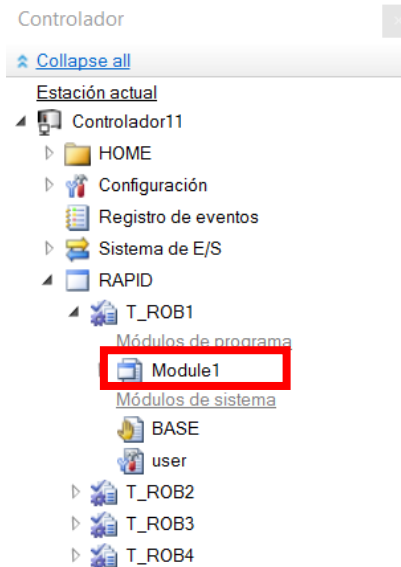 Controlador
Collapse all
Estación actual
Controlador11
HOME
Configuración
Registro de eventos
Sistema de E/S
RAPID
T_ROB1
Módulos de programa
Module1
Módulos de sistema
BASE
user
T_ROB2
T_ROB3
T_ROB4